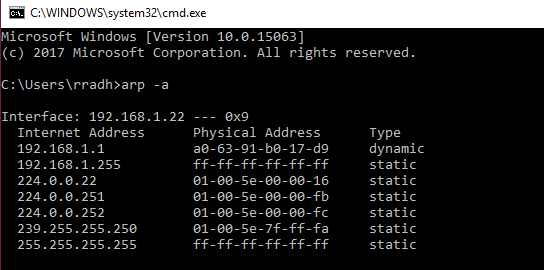 C:\WINDOWS\system32\cmd.exe
Microsoft Windows [Version 10.0.15063]
(c) 2017 Microsoft Corporation. All rights reserved.
C:\Users\rradh>arp -a
Interface: 192.168.1.22 --- 0x9
Internet Address Physical Address Type
192.168.1.1 a0-63-91-b0-17-d9 dynamic
192.168.1.255 ff-ff-ff-ff-ff-ff static
224.0.0.22 01-00-5e-00-00-16 static
224.0.0.251 01-00-5e-00-00-fb static
224.0.0.252 01-00-5e-00-00-fc static
239.255.255.250 01-00-5e-7f-ff-fa static
255.255.255.255 ff-ff-ff-ff-ff-ff static